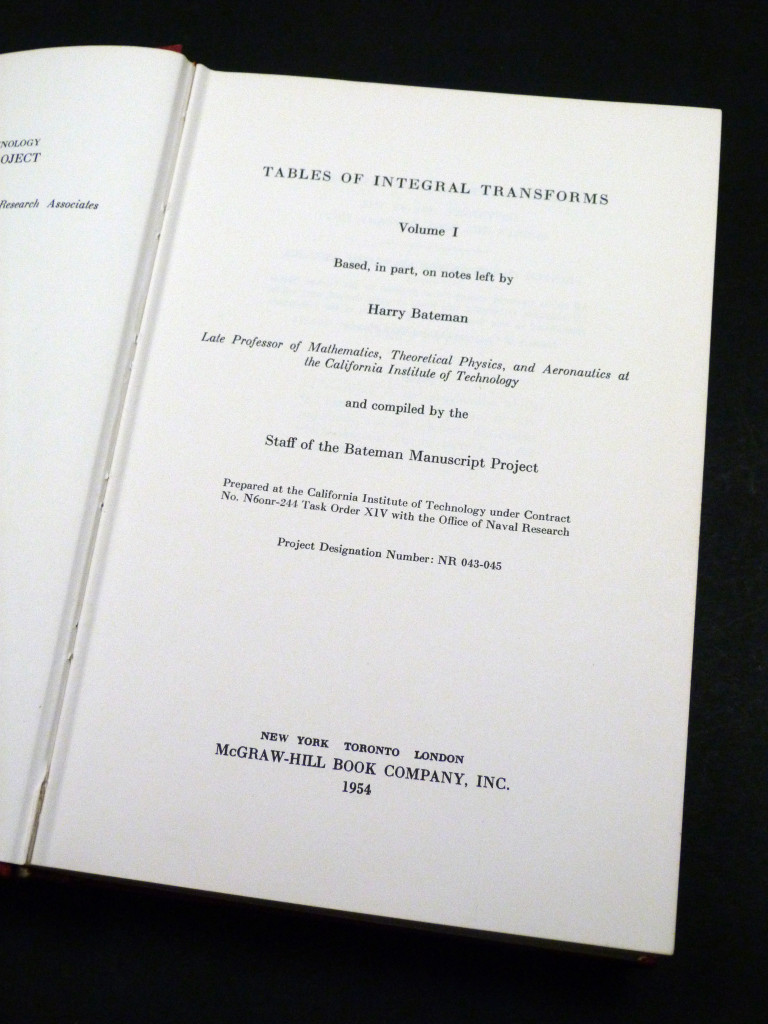 NOLOGY
OJECT
Research Associates
TABLES OF INTEGRAL TRANSFORMS
Volume I
Based, in part, on notes left by
Harry Bateman
Late Professor of Mathematics, Theoretical Physics, and Aeronautics at
the California Institute of Technology
and compiled by the
Staff of the Bateman Manuscript Project
Prepared at the California Institute of Technology under Contract
No. N6onr-244 Task Order X1V with the Office of Naval Research
Project Designation Number: NR 043-045
NEW YORK TORONTO LONDON
McGRAW-HILL BOOK COMPANY, INC.
1954